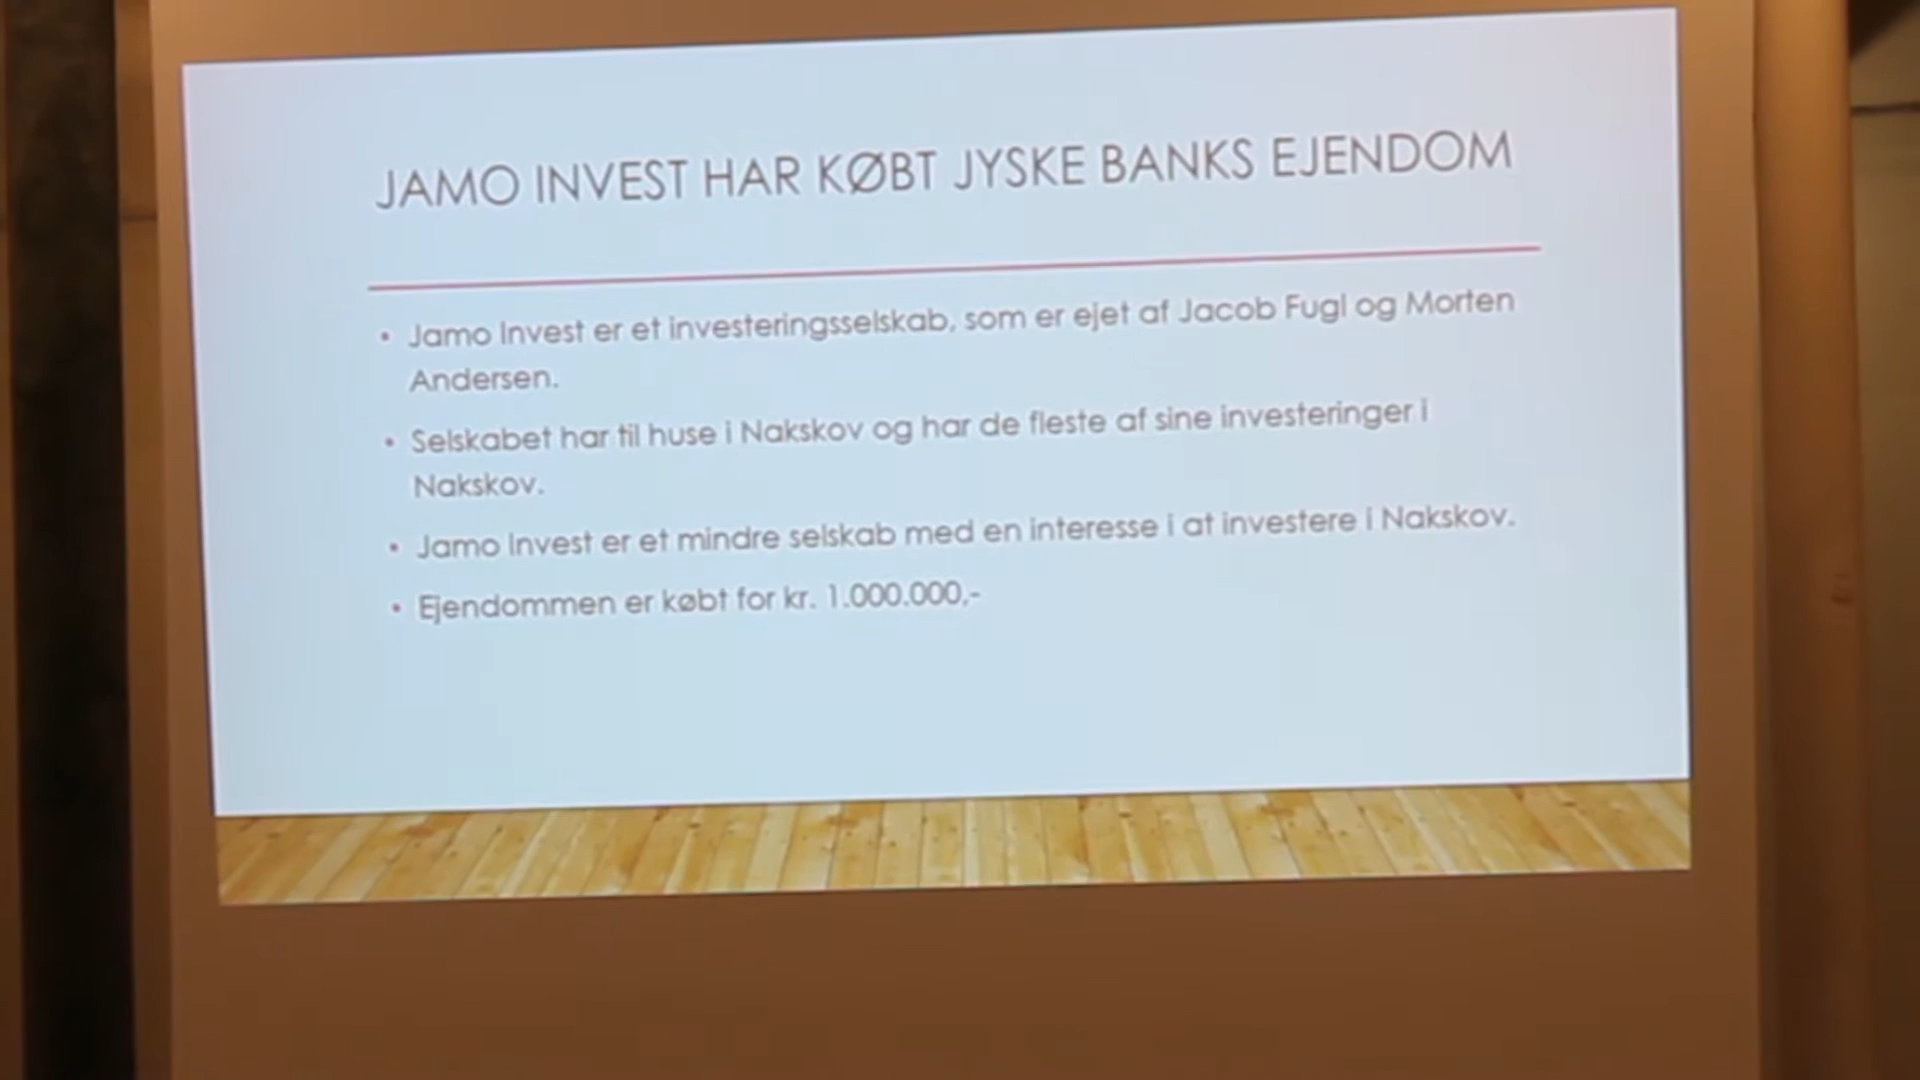 JAMO INVEST HAR KØBT JYSKE BANKS EJENDOM
• Jamo Invest er et investeringsselskab, som er ejet af Jacob Fugl og Morten
Andersen.
• Selskabet har til huse i Nakskov og har de fleste af sine investeringer i
Nakskov.
• Jamo Invest er et mindre selskab med en interesse i at investere i Nakskov.
• Ejendommen er købt for kr. 1.000.000,-